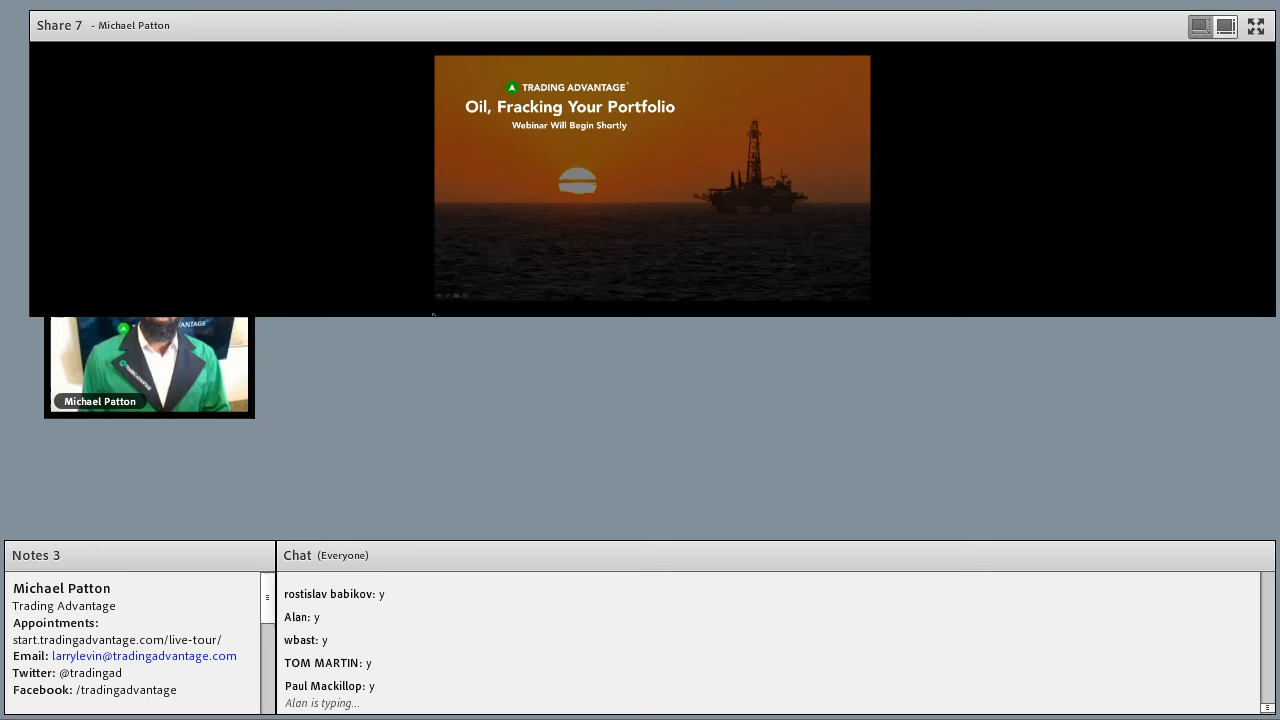 Share 7 - Michael Patton
TRADING ADVANTAGE
Oil, Fracking Your Portfolio
Webinar Will Begin Shortly
TRADING ADVANTAGE
Michael Patton
Notes 3
Michael Patton
Trading Advantage
Appointments:
start.tradingadvantage.com/live-tour/
Email: larrylevin@tradingadvantage.com
Twitter: @tradingad
Facebook: /tradingadvantage
Chat (Everyone)
rostislav babikov: y
Alan: y
wbast: y
TOM MARTIN: y
Paul Mackillop: y
Alan is typing...